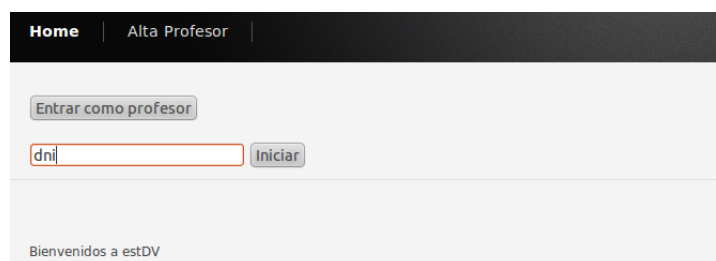 Home Alta Profesor
Entrar como profesor
dni Iniciar
Bienvenidos a estDV